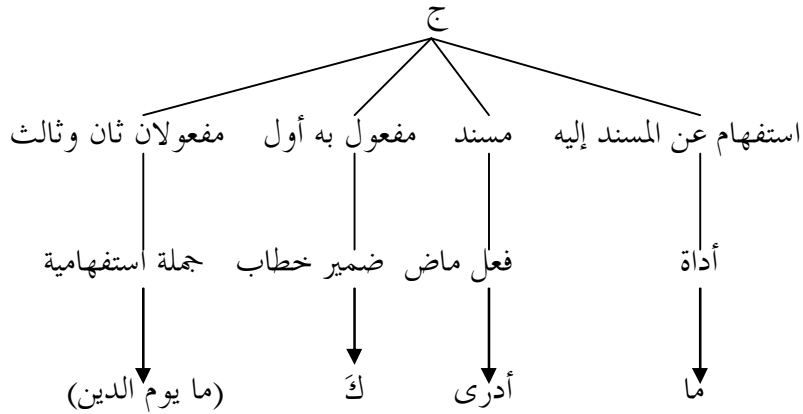 ج
استفهام عن المسند إليه مسند مفعول به أول مفعولان ثان وثالث
أداة فعل ماض ضمير خطاب جملة استفهامية
ما أدرى كَ (ما يوم الدين)